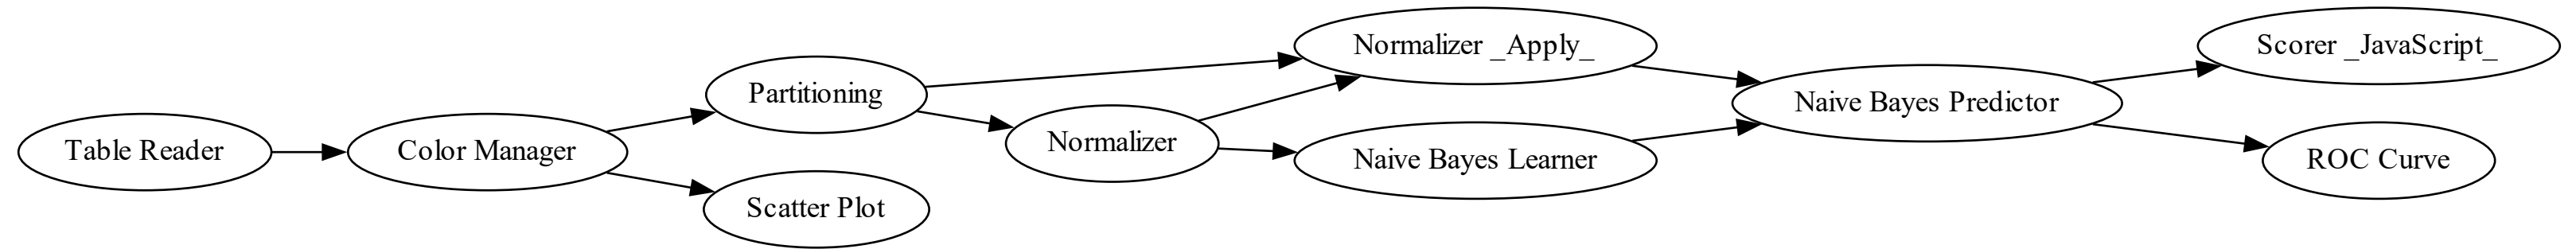 Table Reader
Color Manager
Partitioning
Scatter Plot
Normalizer
Normalizer _Apply_
Naive Bayes Learner
Naive Bayes Predictor
Scorer _JavaScript_
ROC Curve